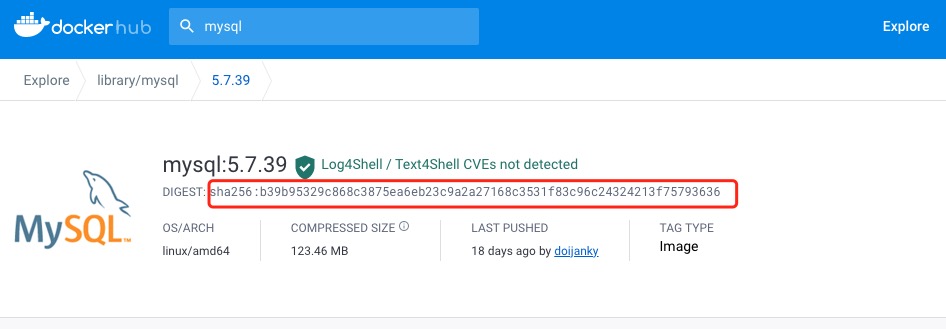 dockerhub
mysql
Explore
Explore
library/mysql
5.7.39
mysql:5.7.39
Log4Shell / Text4Shell CVEs not detected
DIGEST: sha256:b39b95329c868c3875ea6eb23c9a2a27168c3531f83c96c24324213f75793636
MySQL™
OS/ARCH
COMPRESSED SIZE
LAST PUSHED
TAG TYPE
linux/amd64
123.46 MB
18 days ago by doijanky
Image